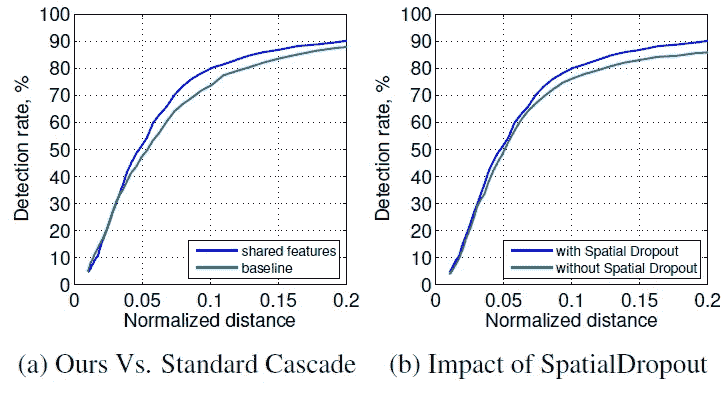 100
90
80
70
60
50
40
30
20
10
0
Detection rate, %
shared features
baseline
0 0.05 0.1 0.15 0.2
Normalized distance
(a) Ours Vs. Standard Cascade
100
90
80
70
60
50
40
30
20
10
0
Detection rate, %
with Spatial Dropout
without Spatial Dropout
0 0.05 0.1 0.15 0.2
Normalized distance
(b) Impact of SpatialDropout